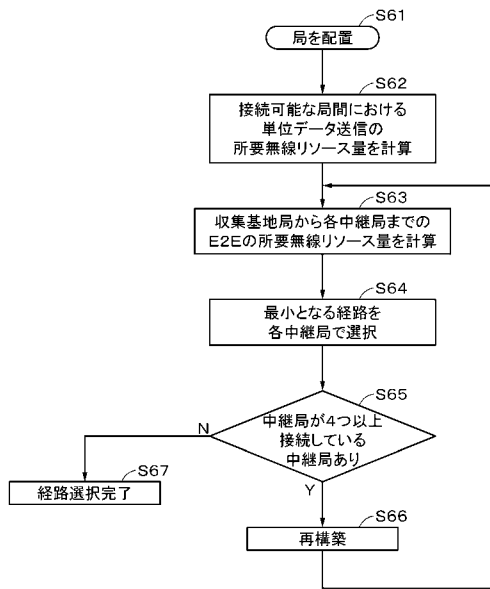 S61
局を配置
S62
接続可能な局間における
単位データ送信の
所要無線リソース量を計算
S63
収集基地局から各中継局までの
E2Eの所要無線リソース量を計算
S64
最小となる経路を
各中継局で選択
S65
中継局が4つ以上
接続している
中継局あり
N
Y
S67
経路選択完了
S66
再構築